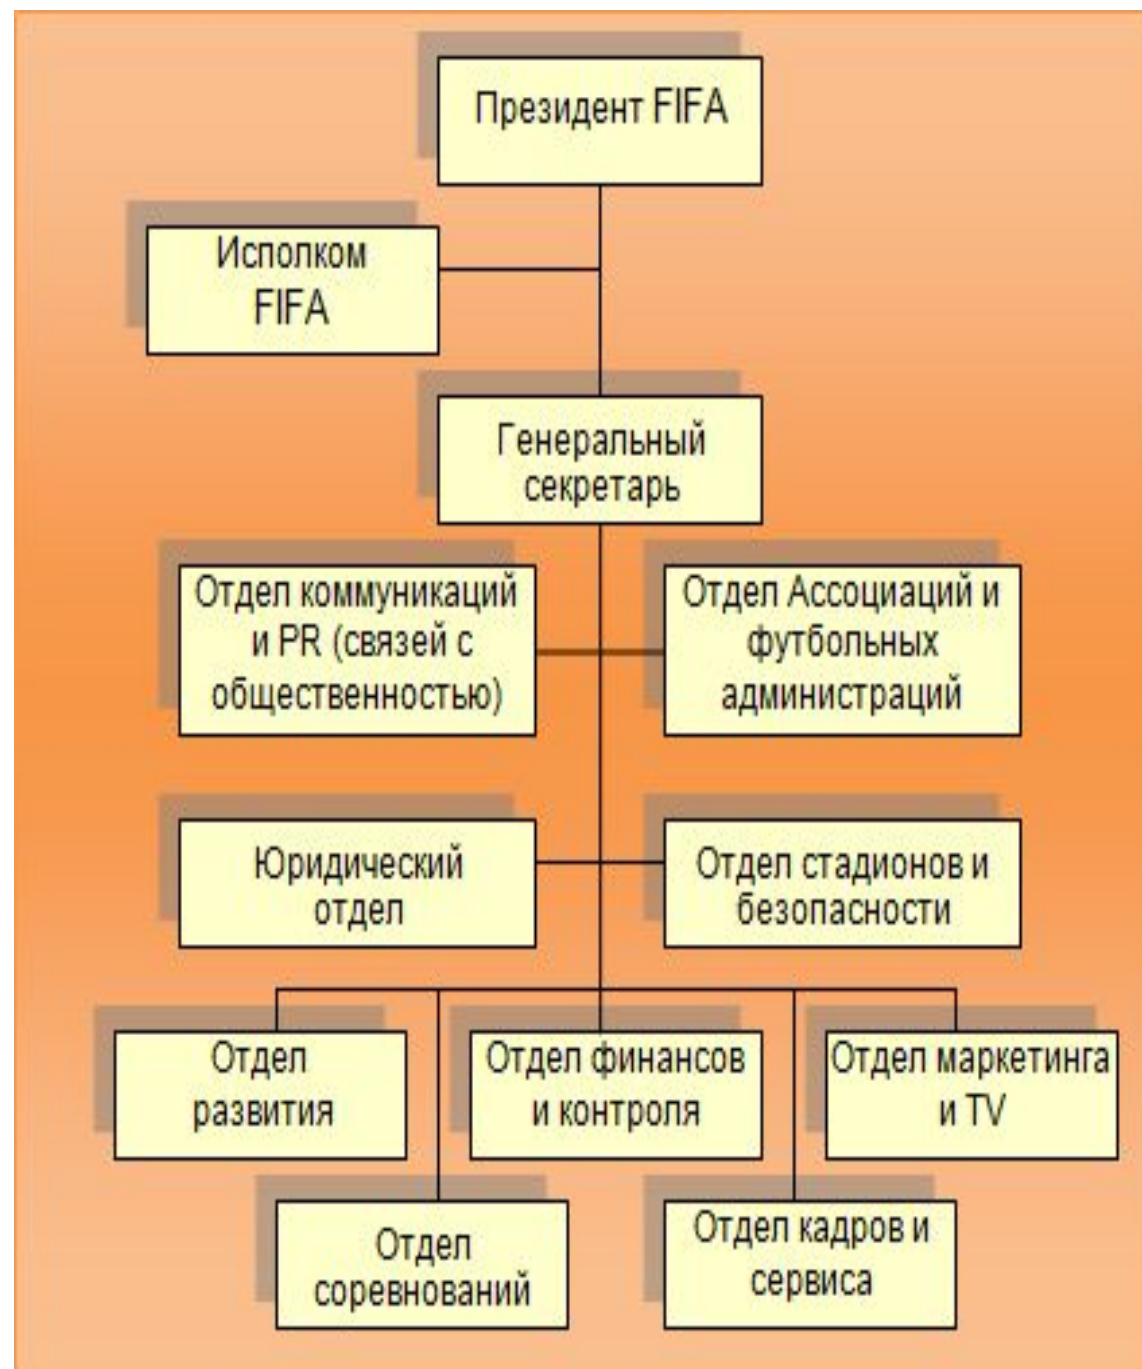 Президент FIFA
Исполком
FIFA
Генеральный
секретарь
Отдел коммуникаций
и PR (связей с
общественностью)
Отдел Ассоциаций и
футбольных
администраций
Юридический
отдел
Отдел стадионов и
безопасности
Отдел
развития
Отдел финансов
и контроля
Отдел маркетинга
и TV
Отдел
соревнований
Отдел кадров и
сервиса